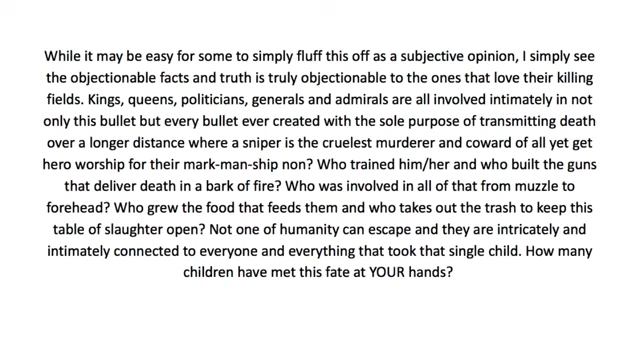 While it may be easy for some to simply fluff this off as a subjective opinion, I simply see
the objectionable facts and truth is truly objectionable to the ones that love their killing
fields. Kings, queens, politicians, generals and admirals are all involved intimately in not
only this bullet but every bullet ever created with the sole purpose of transmitting death
over a longer distance where a sniper is the cruelest murderer and coward of all yet get
hero worship for their mark-man-ship non? Who trained him/her and who built the guns
that deliver death in a bark of fire? Who was involved in all of that from muzzle to
forehead? Who grew the food that feeds them and who takes out the trash to keep this
table of slaughter open? Not one of humanity can escape and they are intricately and
intimately connected to everyone and everything that took that single child. How many
children have met this fate at YOUR hands?